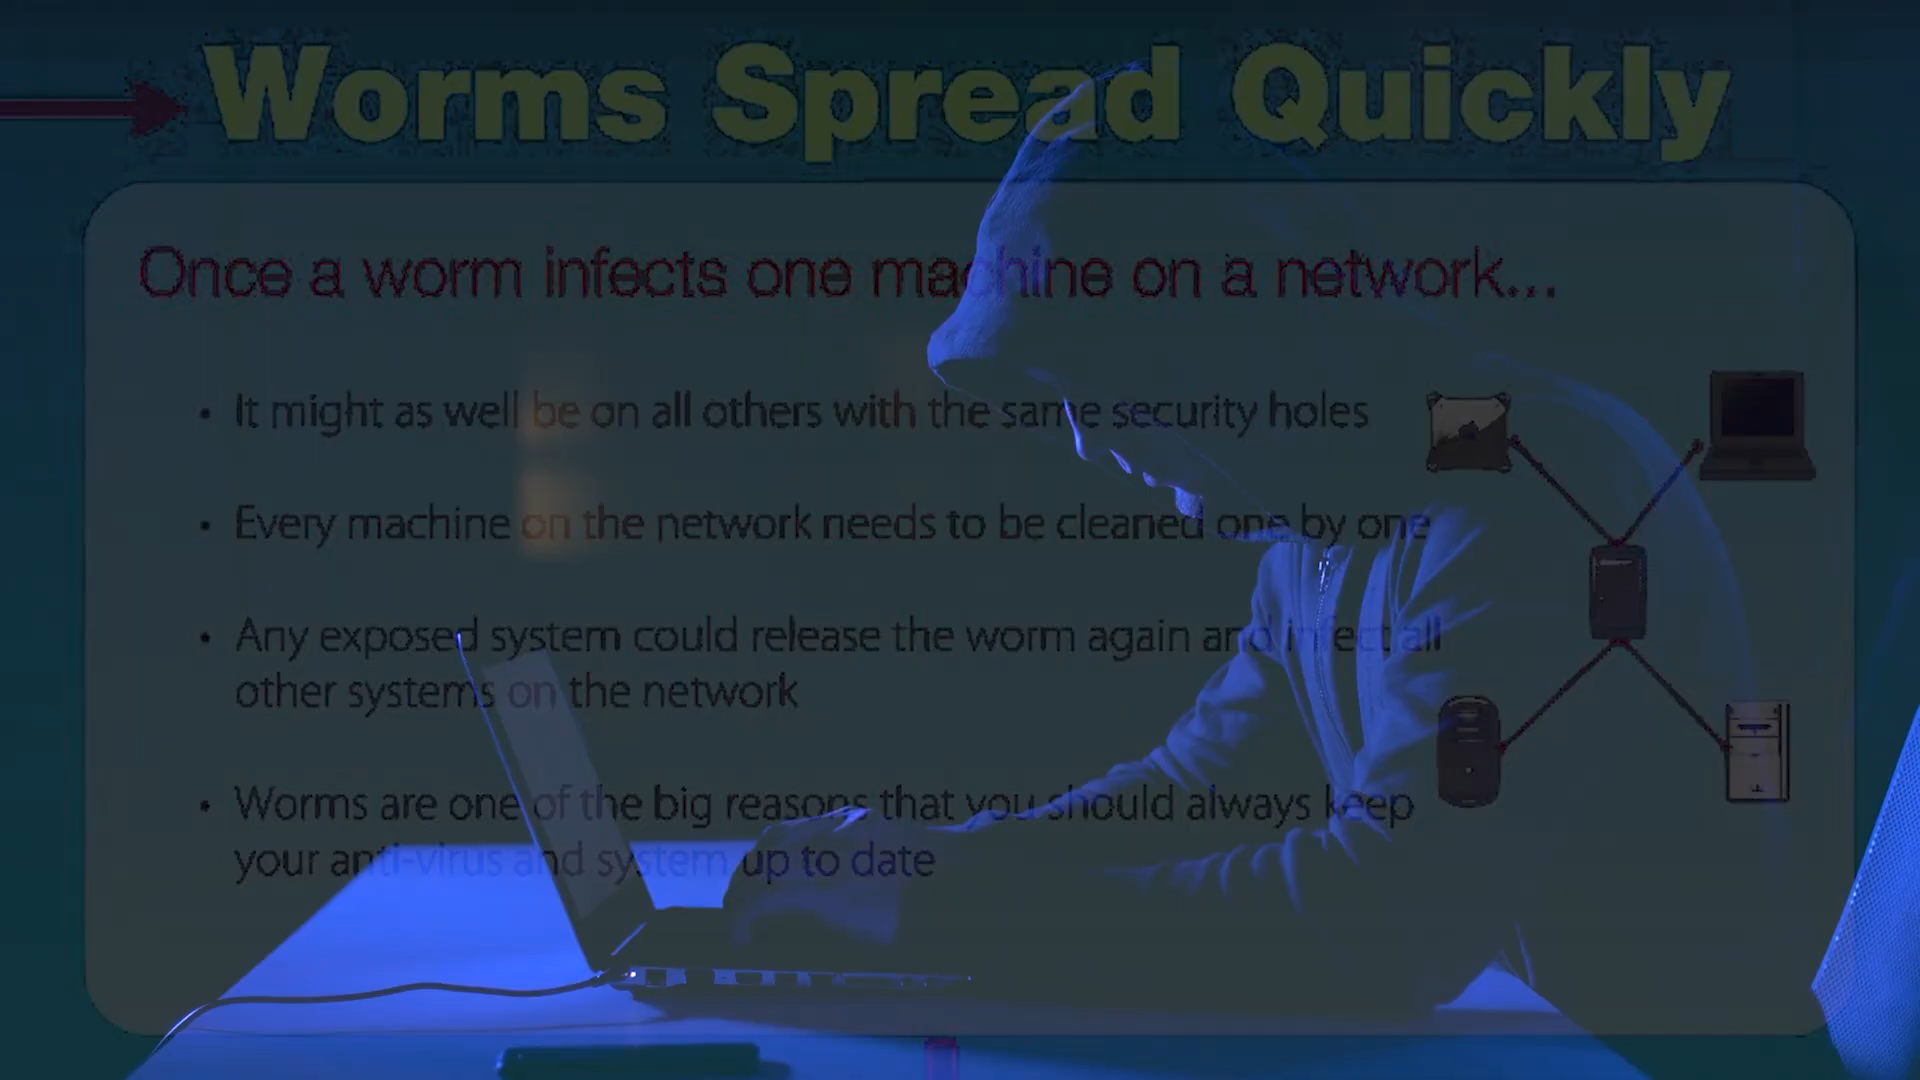 Worms Spread Quickly
Once a worm infects one machine on a network...
• It might as well be on all others with the same security holes
• Every machine on the network needs to be cleaned one by one
• Any exposed system could release the worm again and infect all
other systems on the network
• Worms are one of the big reasons that you should always keep
your anti-virus and system up to date